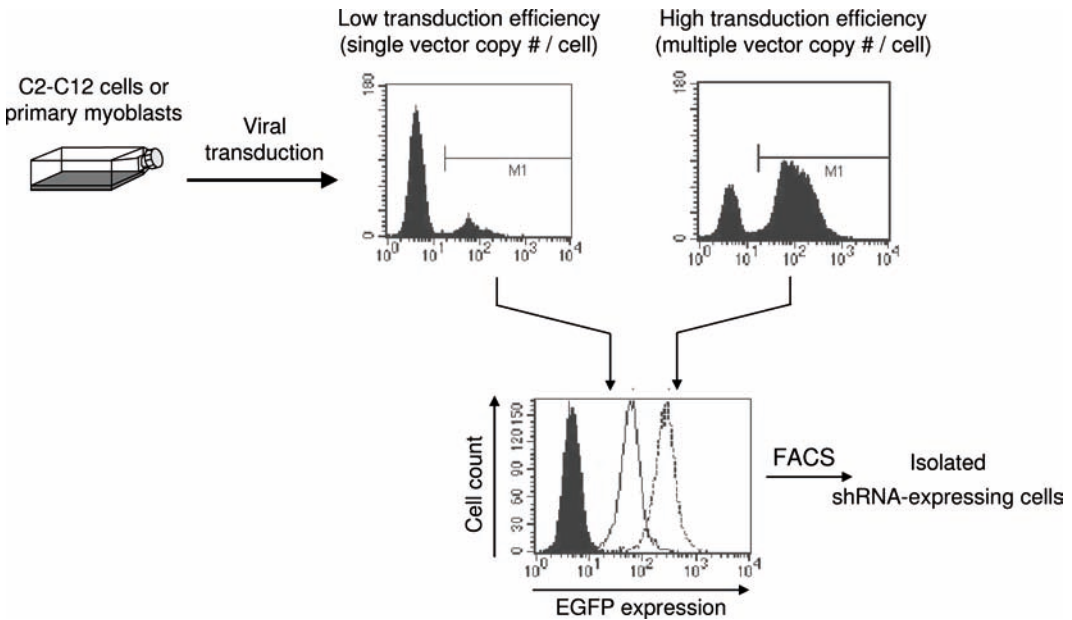 Low transduction efficiency
(single vector copy # / cell)
High transduction efficiency
(multiple vector copy # / cell)
C2-C12 cells or
primary myoblasts
Viral
transduction
180
M1
0
10⁰ 10¹ 10² 10³ 10⁴
180
M1
0
10⁰ 10¹ 10² 10³ 10⁴
Cell count
150
120
90
60
30
0
10⁰ 10¹ 10² 10³ 10⁴
EGFP expression
FACS
Isolated
shRNA-expressing cells